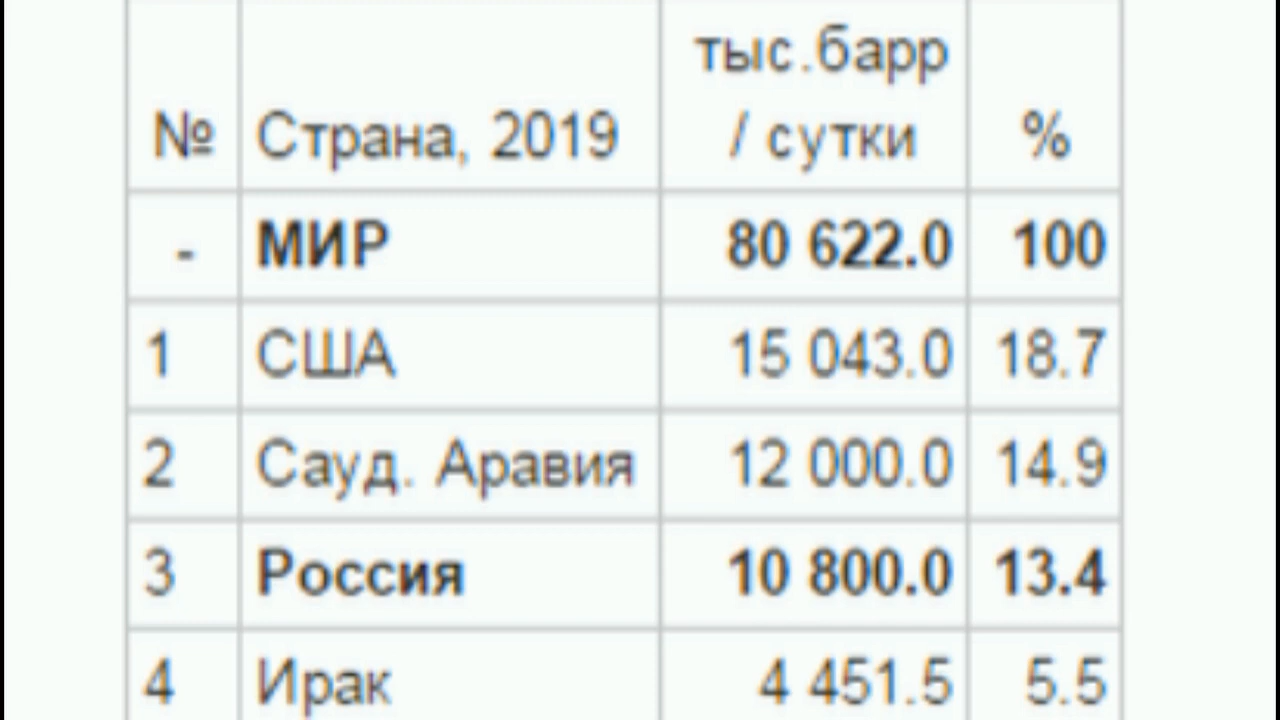 № Страна, 2019 тыс.барр / сутки %
- МИР 80 622.0 100
1 США 15 043.0 18.7
2 Сауд. Аравия 12 000.0 14.9
3 Россия 10 800.0 13.4
4 Ирак 4 451.5 5.5